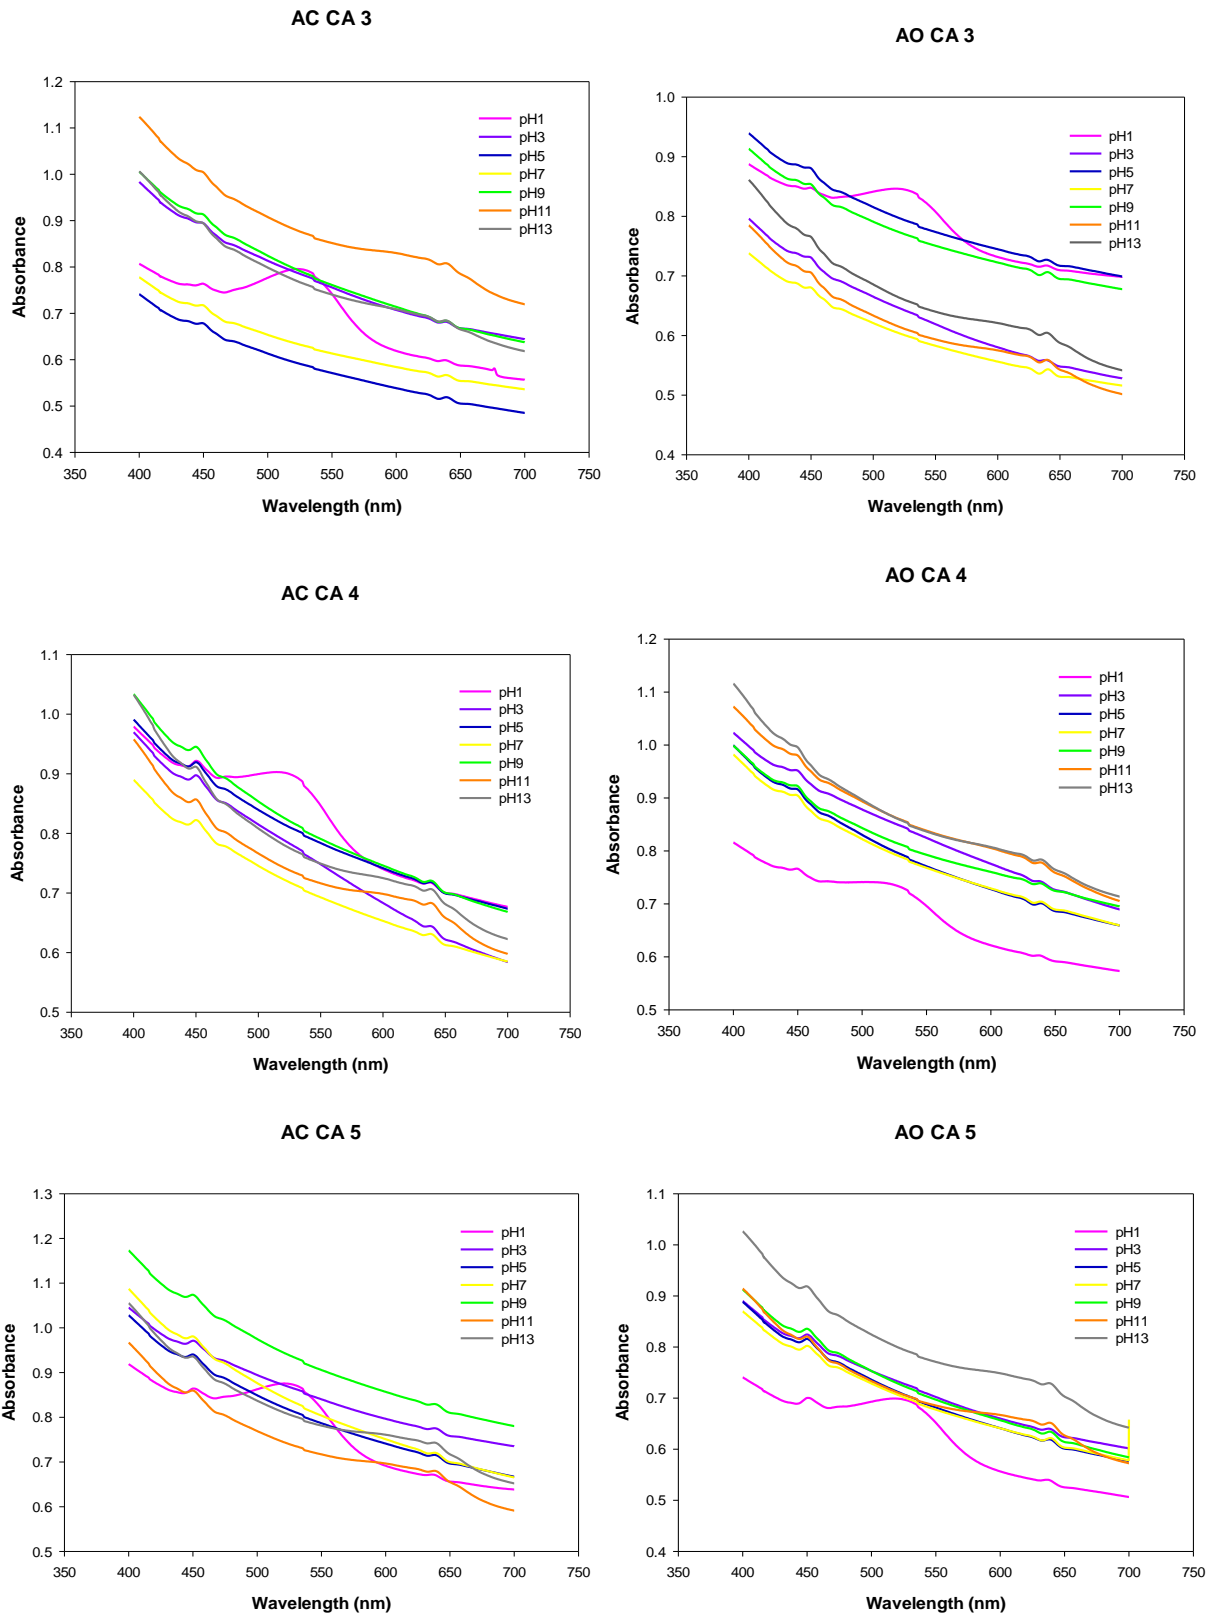 AC CA 3
AO CA 3
1.2
1.1
1.0
0.9
0.8
0.7
0.6
0.5
0.4
Absorbance
pH1
pH3
pH5
pH7
pH9
pH11
pH13
350 400 450 500 550 600 650 700 750
Wavelength (nm)
1.0
0.9
0.8
0.7
0.6
0.5
0.4
Absorbance
pH1
pH3
pH5
pH7
pH9
pH11
pH13
350 400 450 500 550 600 650 700 750
Wavelength (nm)
AC CA 4
AO CA 4
1.1
1.0
0.9
0.8
0.7
0.6
0.5
Absorbance
pH1
pH3
pH5
pH7
pH9
pH11
pH13
350 400 450 500 550 600 650 700 750
Wavelength (nm)
1.2
1.1
1.0
0.9
0.8
0.7
0.6
0.5
Absorbance
pH1
pH3
pH5
pH7
pH9
pH11
pH13
350 400 450 500 550 600 650 700 750
Wavelength (nm)
AC CA 5
AO CA 5
1.3
1.2
1.1
1.0
0.9
0.8
0.7
0.6
0.5
Absorbance
pH1
pH3
pH5
pH7
pH9
pH11
pH13
350 400 450 500 550 600 650 700 750
Wavelength (nm)
1.1
1.0
0.9
0.8
0.7
0.6
0.5
0.4
Absorbance
pH1
pH3
pH5
pH7
pH9
pH11
pH13
350 400 450 500 550 600 650 700 750
Wavelength (nm)